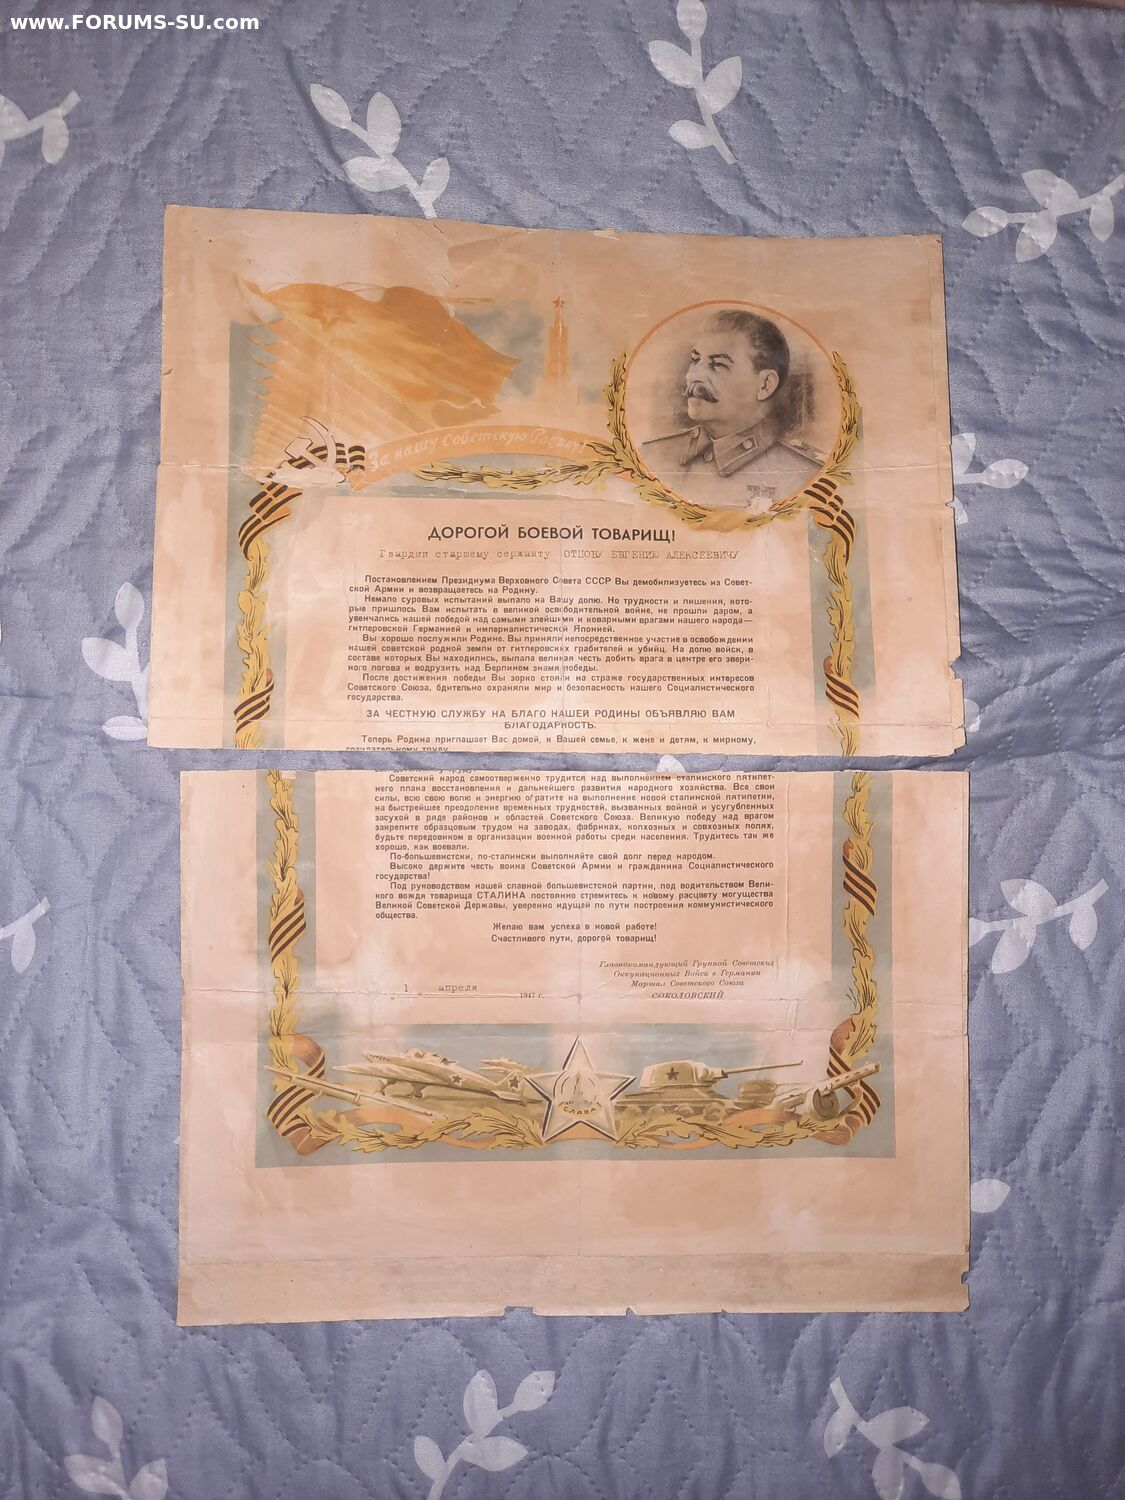 www.FORUMS-SU.com
За нашу Советскую Родину!
ДОРОГОЙ БОЕВОЙ ТОВАРИЩ!
Гвардии старшему сержанту ОТЦОВУ ЕВГЕНИЮ АЛЕКСЕЕВИЧУ
Постановлением Президиума Верховного Совета СССР Вы демобилизуетесь из Совет-
ской Армии и возвращаетесь на Родину.
Немало суровых испытаний выпало на Вашу долю. Но трудности и лишения, кото-
рые пришлось Вам испытать в великой освободительной войне, не прошли даром, а
увенчались нашей победой над самыми злейшими и коварными врагами нашего народа —
гитлеровской Германией и империалистической Японией.
Вы хорошо послужили Родине. Вы приняли непосредственное участие в освобождении
нашей советской родной земли от гитлеровских грабителей и убийц. На долю войск, в
составе которых Вы находились, выпала великая честь добить врага в центре его звери-
ного логова и водрузить над Берлином знамя победы.
После достижения победы Вы зорко стояли на страже государственных интересов
Советского Союза, бдительно охраняли мир и безопасность нашего Социалистического
государства.
ЗА ЧЕСТНУЮ СЛУЖБУ НА БЛАГО НАШЕЙ РОДИНЫ ОБЪЯВЛЯЮ ВАМ
БЛАГОДАРНОСТЬ.
Теперь Родина приглашает Вас домой, к Вашей семье, к жене и детям, к мирному,
созидательному труду.
Советский народ самоотверженно трудится над выполнением сталинского пятилет-
него плана восстановления и дальнейшего развития народного хозяйства. Все свои
силы, всю свою волю и энергию обратите на выполнение новой сталинской пятилетки,
на быстрейшее преодоление временных трудностей, вызванных войной и усугубленных
засухой в ряде районов и областей Советского Союза. Великую победу над врагом
закрепите образцовым трудом на заводах, фабриках, колхозных и совхозных полях,
будьте передовиком в организации военной работы среди населения. Трудитесь так же
хорошо, как воевали.
По-большевистски, по-сталински выполняйте свой долг перед народом.
Высоко держите честь воина Советской Армии и гражданина Социалистического
государства!
Под руководством нашей славной большевистской партии, под водительством Вели-
кого вождя товарища СТАЛИНА постоянно стремитесь к новому расцвету могущества
Великой Советской Державы, уверенно идущей по пути построения коммунистического
общества.
Желаю вам успеха в новой работе!
Счастливого пути, дорогой товарищ!
Главнокомандующий Группой Советских
Оккупационных Войск в Германии
Маршал Советского Союза
СОКОЛОВСКИЙ
„ 1 “ апреля 1947 г.
СЛАВА